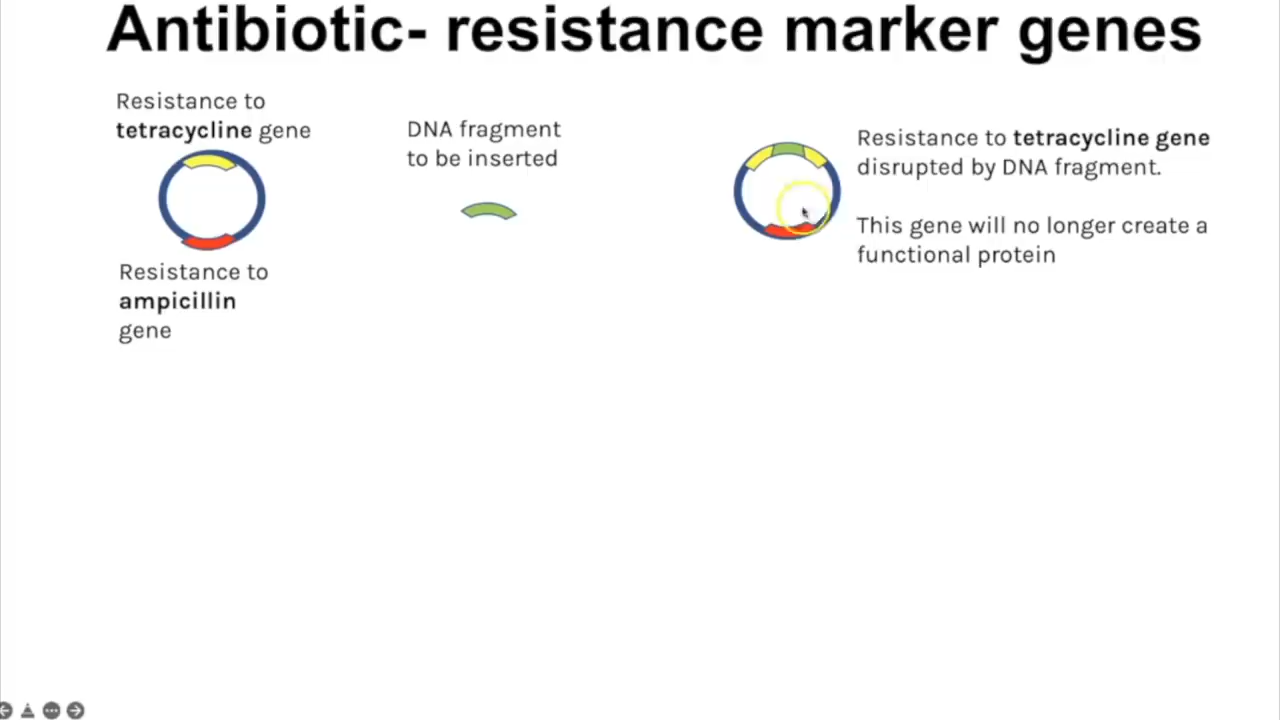 Antibiotic- resistance marker genes
Resistance to
tetracycline gene
Resistance to
ampicillin
gene
DNA fragment
to be inserted
Resistance to tetracycline gene
disrupted by DNA fragment.
This gene will no longer create a
functional protein